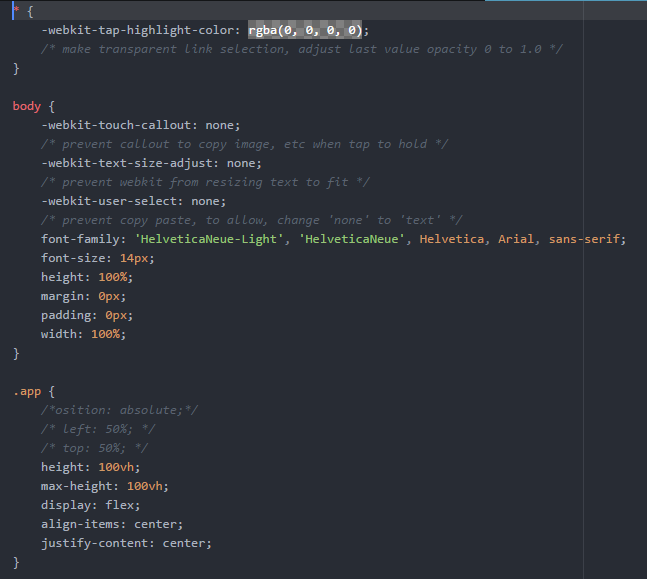 * {
    -webkit-tap-highlight-color: rgba(0, 0, 0, 0);
    /* make transparent link selection, adjust last value opacity 0 to 1.0 */
}

body {
    -webkit-touch-callout: none;
    /* prevent callout to copy image, etc when tap to hold */
    -webkit-text-size-adjust: none;
    /* prevent webkit from resizing text to fit */
    -webkit-user-select: none;
    /* prevent copy paste, to allow, change 'none' to 'text' */
    font-family: 'HelveticaNeue-Light', 'HelveticaNeue', Helvetica, Arial, sans-serif;
    font-size: 14px;
    height: 100%;
    margin: 0px;
    padding: 0px;
    width: 100%;
}

.app {
    /*osition: absolute;*/
    /* left: 50%; */
    /* top: 50%; */
    height: 100vh;
    max-height: 100vh;
    display: flex;
    align-items: center;
    justify-content: center;
}